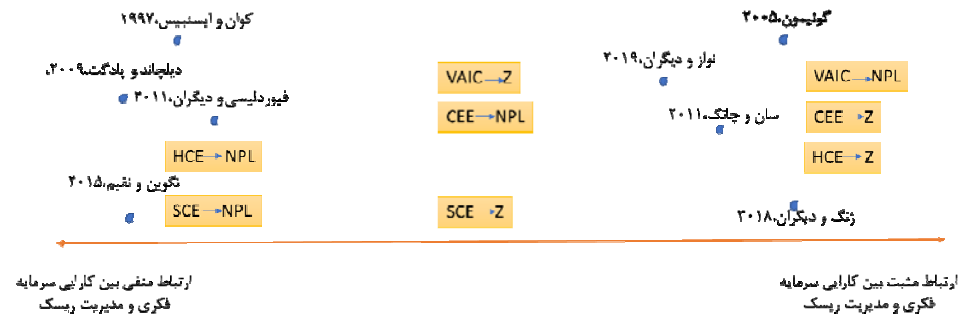 کوان و ایسنبیس،۱۹۹۷
گولیمون،۲۰۰۵
دیلچاند و پادگت،۲۰۰۹،
نواز و دیگران،۲۰۱۹
VAIC→Z
VAIC→NPL
فیوردلیسی و دیگران،۲۰۱۱
CEE→NPL
سان و چانگ،۲۰۱۱
CEE→Z
HCE→NPL
HCE→Z
نگوین و نقیم،۲۰۱۵
SCE→NPL
SCE→Z
ژنگ و دیگران،۲۰۱۸
ارتباط منفی بین کارایی سرمایه
فکری و مدیریت ریسک
ارتباط مثبت بین کارایی سرمایه
فکری و مدیریت ریسک